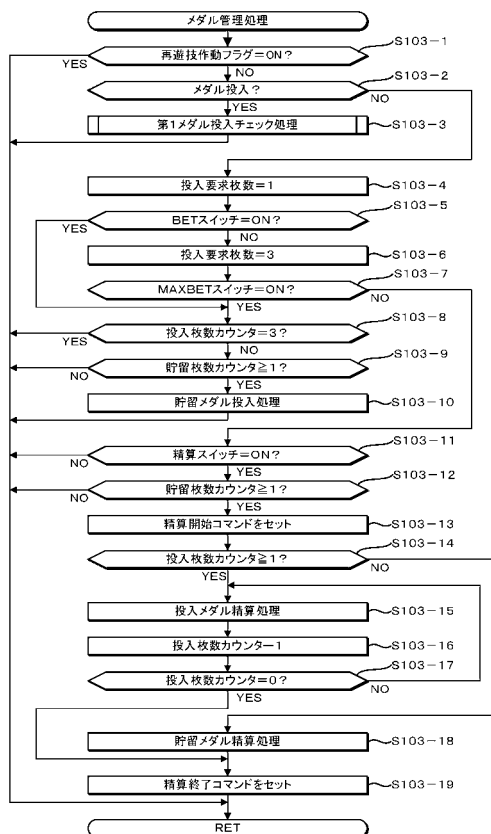 メダル管理処理
再遊技作動フラグ=ON?
S103-1
YES
NO
メダル投入?
S103-2
NO
YES
第1メダル投入チェック処理
S103-3
投入要求枚数=1
S103-4
BETスイッチ=ON?
S103-5
YES
NO
投入要求枚数=3
S103-6
MAXBETスイッチ=ON?
S103-7
NO
YES
投入枚数カウンタ=3?
S103-8
YES
NO
貯留枚数カウンタ≧1?
S103-9
NO
YES
貯留メダル投入処理
S103-10
精算スイッチ=ON?
S103-11
NO
YES
貯留枚数カウンタ≧1?
S103-12
NO
YES
精算開始コマンドをセット
S103-13
投入枚数カウンタ≧1?
S103-14
NO
YES
投入メダル精算処理
S103-15
投入枚数カウンター1
S103-16
投入枚数カウンタ=0?
S103-17
NO
YES
貯留メダル精算処理
S103-18
精算終了コマンドをセット
S103-19
RET